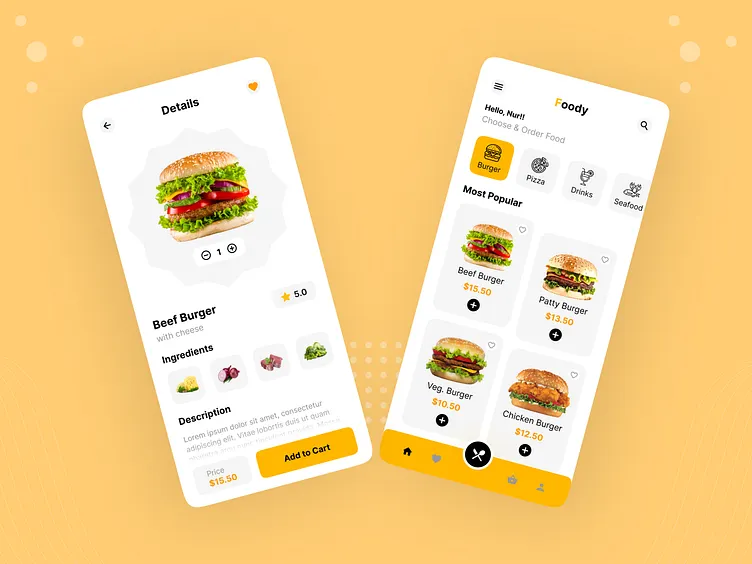 Details
1
5.0
Beef Burger
with cheese
Ingredients
Description
Lorem ipsum dolor sit amet, consectetur
adipiscing elit. Vitae lobortis duis ut quam.
Price
$15.50
Add to Cart
Foody
Hello, Nur!!
Choose & Order Food
Burger
Pizza
Drinks
Seafood
Most Popular
Beef Burger
$15.50
Patty Burger
$13.50
Veg. Burger
$10.50
Chicken Burger
$12.50